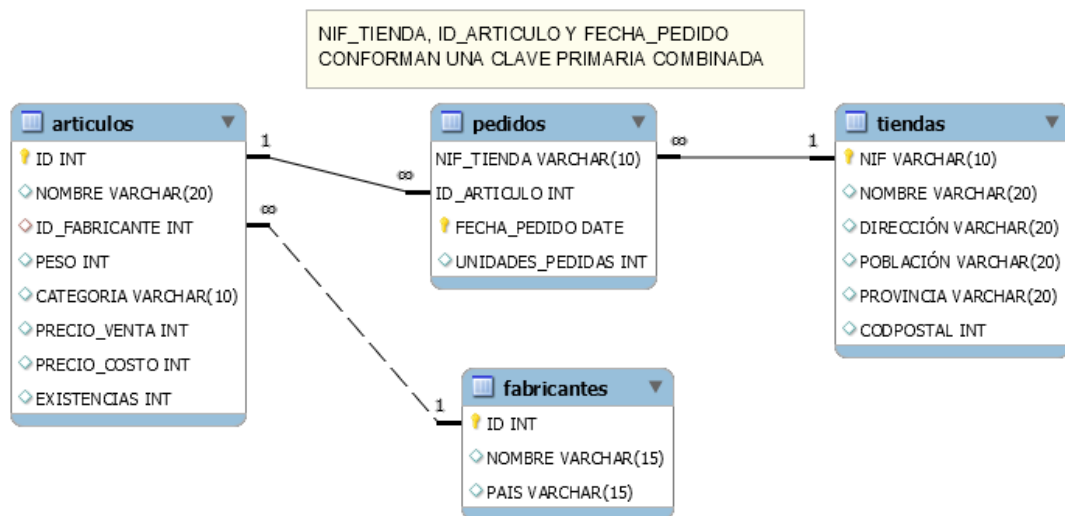 NIF_TIENDA, ID_ARTICULO Y FECHA_PEDIDO
CONFORMAN UNA CLAVE PRIMARIA COMBINADA
articulos
ID INT
NOMBRE VARCHAR(20)
ID_FABRICANTE INT
PESO INT
CATEGORIA VARCHAR(10)
PRECIO_VENTA INT
PRECIO_COSTO INT
EXISTENCIAS INT
1
∞
∞
pedidos
NIF_TIENDA VARCHAR(10)
ID_ARTICULO INT
FECHA_PEDIDO DATE
UNIDADES_PEDIDAS INT
∞
1
tiendas
NIF VARCHAR(10)
NOMBRE VARCHAR(20)
DIRECCIÓN VARCHAR(20)
POBLACIÓN VARCHAR(20)
PROVINCIA VARCHAR(20)
CODPOSTAL INT
1
fabricantes
ID INT
NOMBRE VARCHAR(15)
PAIS VARCHAR(15)